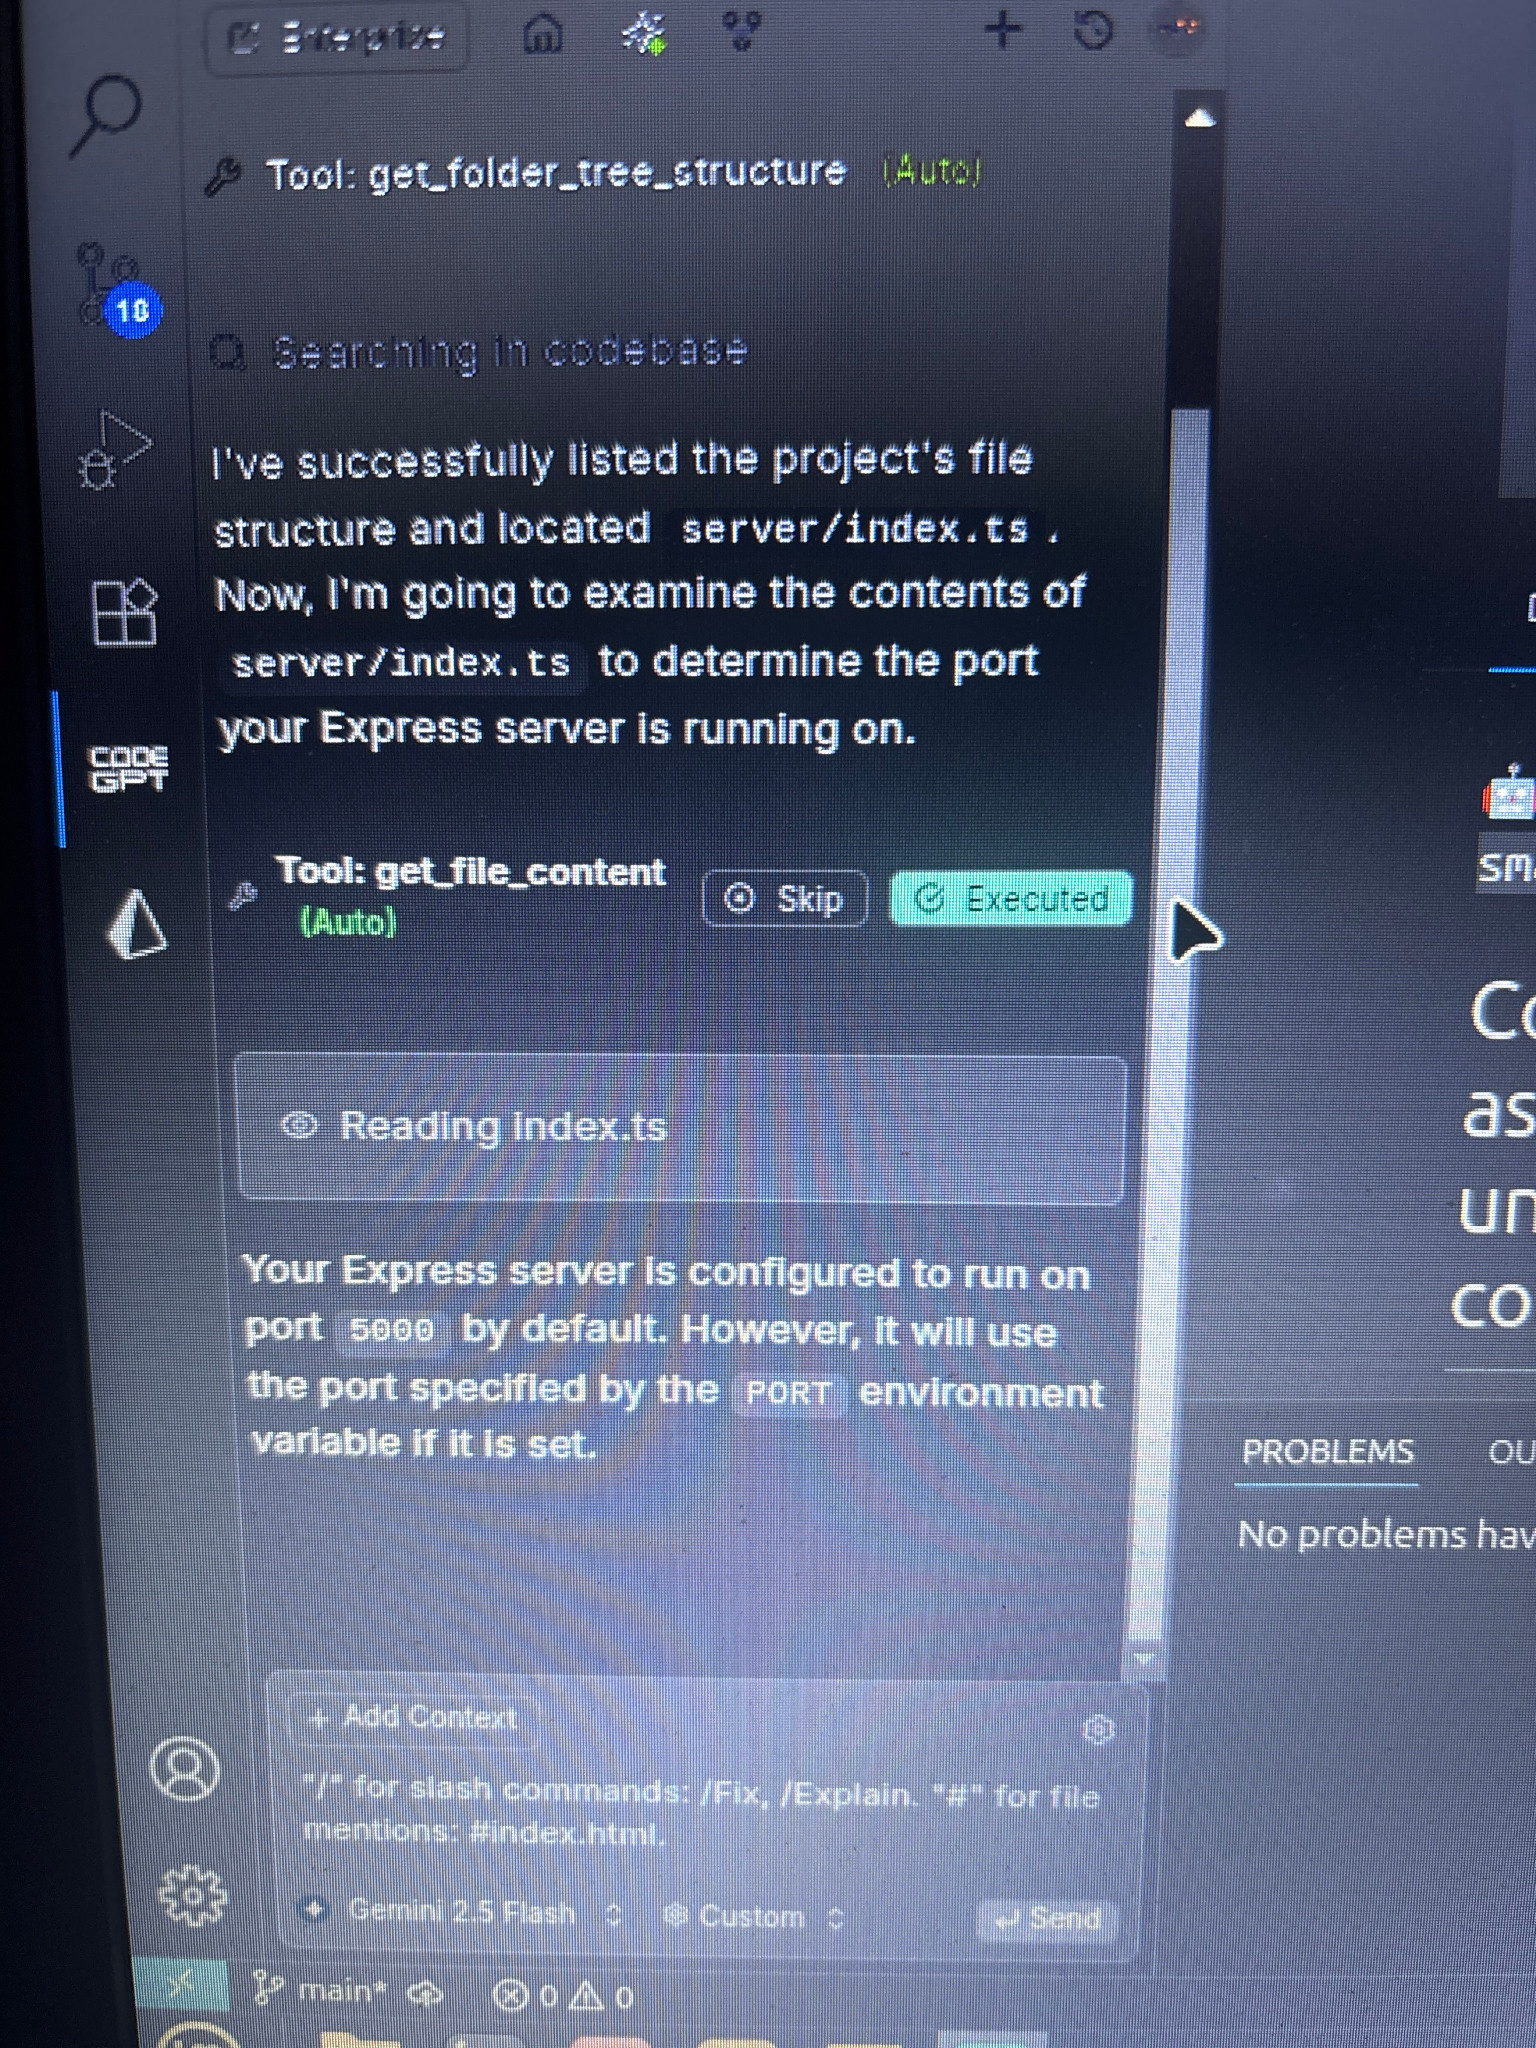 Enterprise
Tool: get_folder_tree_structure (Auto)
18
Searching in codebase
I've successfully listed the project's file
structure and located server/index.ts .
Now, I'm going to examine the contents of
server/index.ts to determine the port
your Express server is running on.
CODE
GPT
Tool: get_file_content
(Auto)
Skip
Executed
Reading index.ts
Your Express server is configured to run on
port 5000 by default. However, it will use
the port specified by the PORT environment
variable if it is set.
+ Add Context
"/" for slash commands: /Fix, /Explain. "#" for file
mentions: #index.html.
Gemini 2.5 Flash
Custom
Send
main*
0
0
sm
Co
as
un
co
PROBLEMS
OU
No problems hav